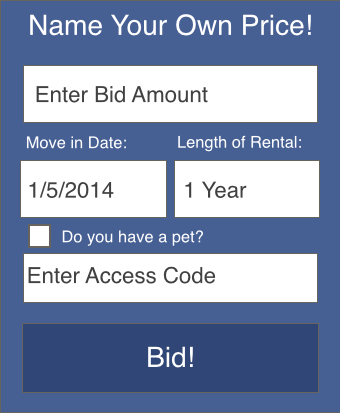 Name Your Own Price!
Enter Bid Amount
Move in Date: Length of Rental:
1/5/2014 1 Year
Do you have a pet?
Enter Access Code
Bid!